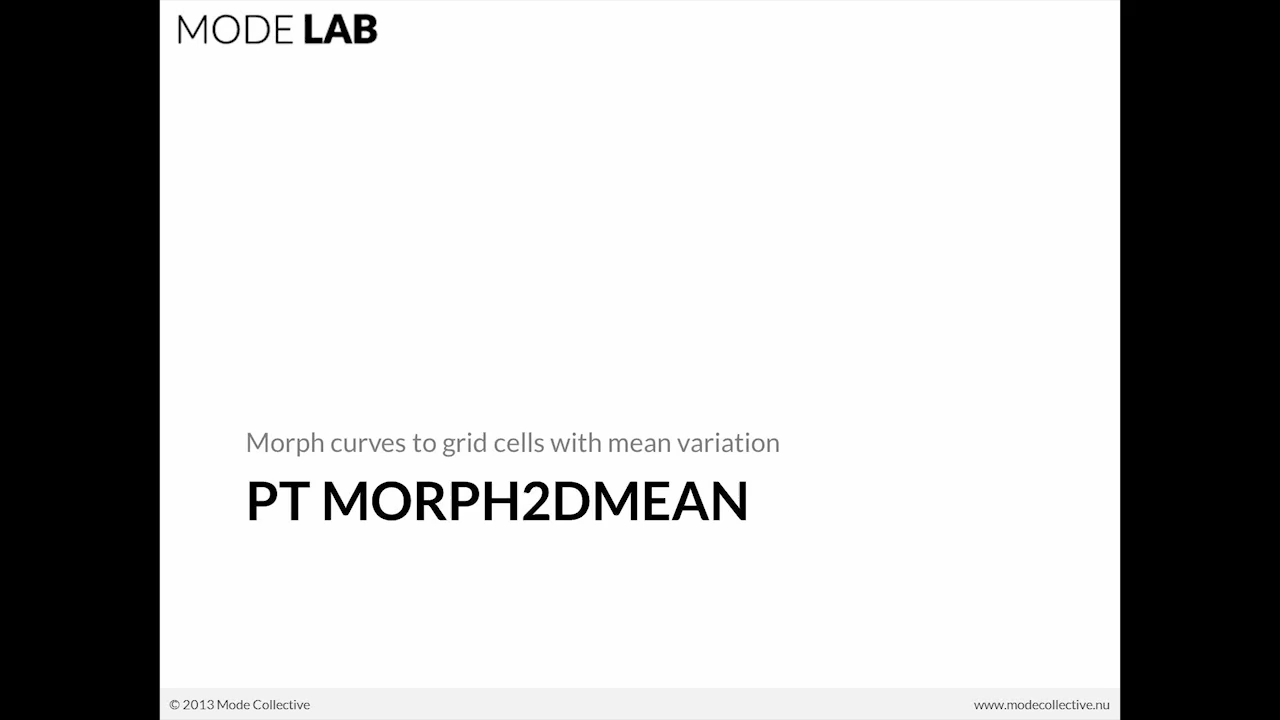 MODE LAB
Morph curves to grid cells with mean variation
PT MORPH2DMEAN
© 2013 Mode Collective
www.modecollective.nu